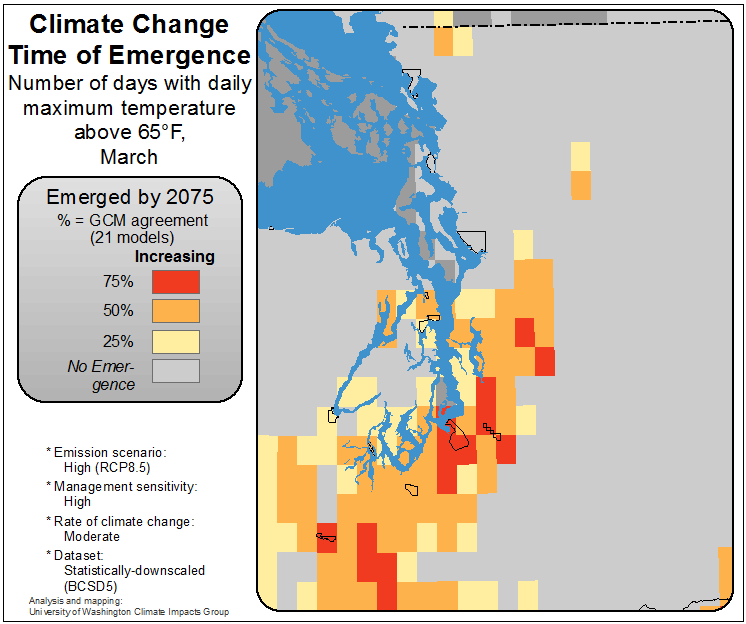 Climate Change
Time of Emergence
Number of days with daily
maximum temperature
above 65°F,
March
Emerged by 2075
% = GCM agreement
(21 models)
Increasing
75%
50%
25%
No Emer-
gence
* Emission scenario:
High (RCP8.5)
* Management sensitivity:
High
* Rate of climate change:
Moderate
* Dataset:
Statistically-downscaled
(BCSD5)
Analysis and mapping:
University of Washington Climate Impacts Group